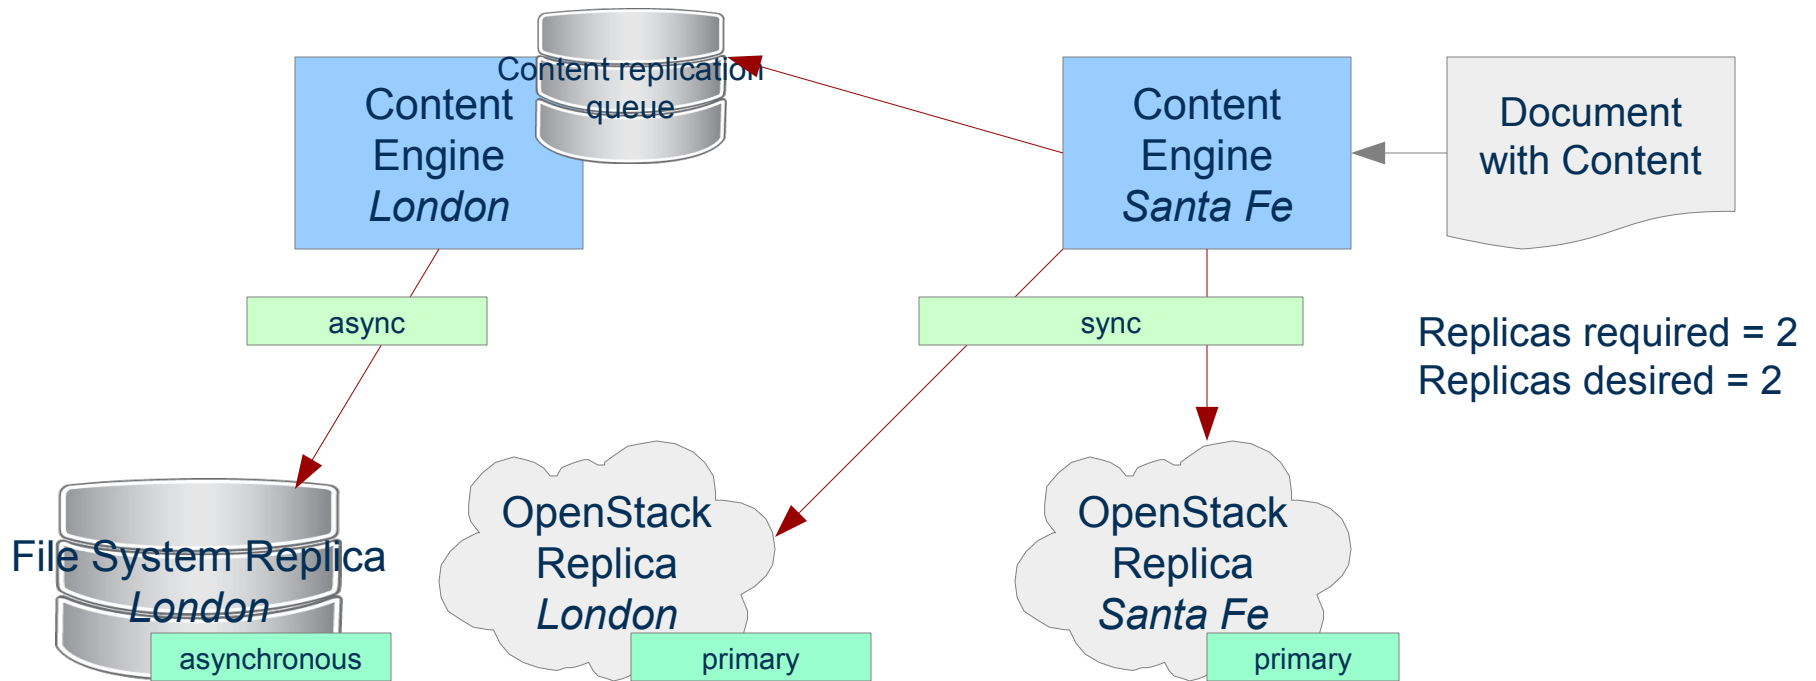 Content replication
queue
Content
Engine
London
Content
Engine
Santa Fe
Document
with Content
async
sync
Replicas required = 2
Replicas desired = 2
File System Replica
London
asynchronous
OpenStack
Replica
London
primary
OpenStack
Replica
Santa Fe
primary